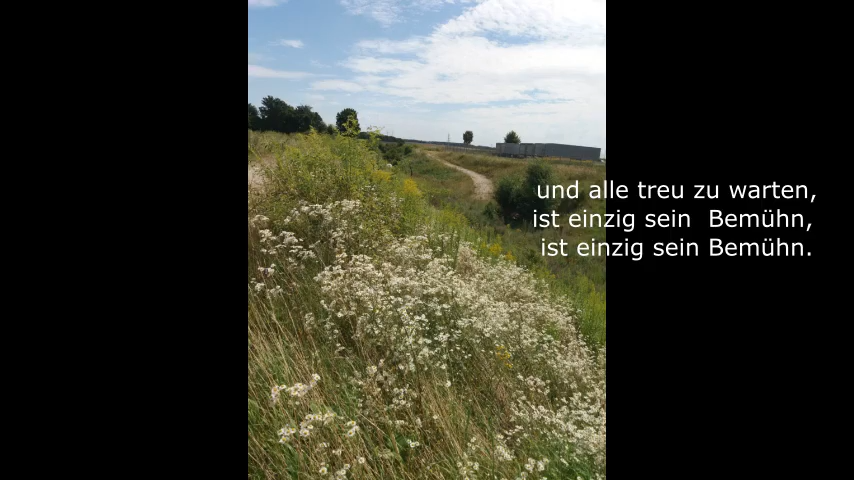 und alle treu zu warten,
ist einzig sein  Bemühn,
ist einzig sein Bemühn.